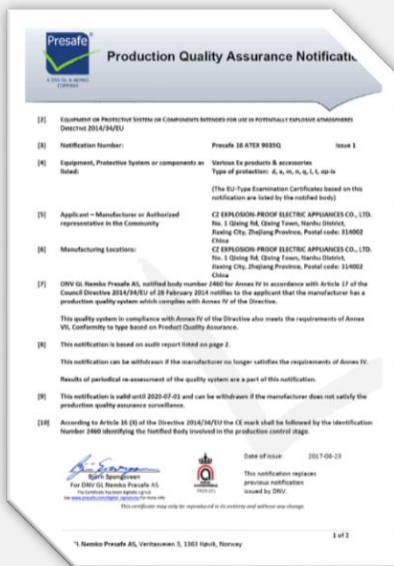 Presafe
A DNV GL & NEMKO
COMPANY
Production Quality Assurance Notificatio
[2] EQUIPMENT OR PROTECTIVE SYSTEM OR COMPONENTS INTENDED FOR USE IN POTENTIALLY EXPLOSIVE ATMOSPHERES
DIRECTIVE 2014/34/EU
[3] Notification Number: Presafe 16 ATEX 9035Q Issue 1
[4] Equipment, Protective System or components as Various Ex products & accessories
listed: Type of protection: d, e, m, n, q, i, t, op-is
(The EU-Type Examination Certificates based on this
notification are listed by the notified body)
[5] Applicant – Manufacturer or Authorized CZ EXPLOSION-PROOF ELECTRIC APPLIANCES CO., LTD.
representative in the Community No. 1 Qixing Rd, Qixing Town, Nanhu District,
Jiaxing City, Zhejiang Province, Postal code: 314002
China
[6] Manufacturing Locations: CZ EXPLOSION-PROOF ELECTRIC APPLIANCES CO., LTD.
No. 1 Qixing Rd, Qixing Town, Nanhu District,
Jiaxing City, Zhejiang Province, Postal code: 314002
China
[7] DNV GL Nemko Presafe AS, notified body number 2460 for Annex IV in accordance with Article 17 of the
Council Directive 2014/34/EU of 26 February 2014 notifies to the applicant that the manufacturer has a
production quality system which complies with Annex IV of the Directive.
This quality system in compliance with Annex IV of the Directive also meets the requirements of Annex
VII, Conformity to type based on Product Quality Assurance.
[8] This notification is based on audit report listed on page 2.
This notification can be withdrawn if the manufacturer no longer satisfies the requirements of Annex IV.
Results of periodical re-assessment of the quality system are a part of this notification.
[9] This notification is valid until 2020-07-01 and can be withdrawn if the manufacturer does not satisfy the
production quality assurance surveillance.
[10] According to Article 16 (3) of the Directive 2014/34/EU the CE mark shall be followed by the identification
Number 2460 identifying the Notified Body involved in the production control stage.
Date of issue: 2017-06-23
Bjørn Spongsveen
For DNV GL Nemko Presafe AS
This notification replaces
previous notification
issued by DNV.
This certificate may only be reproduced in its entirety and without any change.
1 of 2
L Nemko Presafe AS, Veritasveien 3, 1363 Høvik, Norway